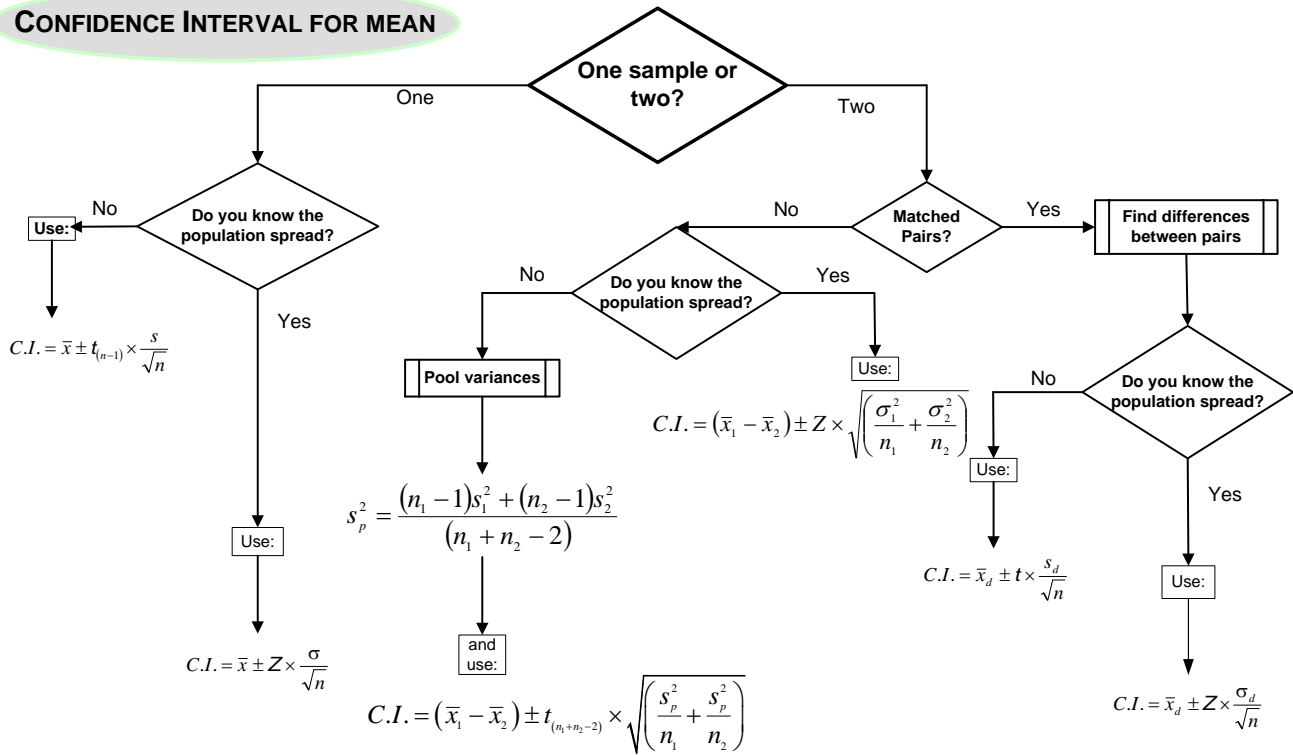 CONFIDENCE INTERVAL FOR MEAN
One sample or
two?
One
Two
Do you know the
population spread?
No
Use:
C.I. = x̄ ± t₍ₙ₋₁₎ × s/√n
Yes
Use:
C.I. = x̄ ± Z × σ/√n
Matched
Pairs?
No
Yes
Do you know the
population spread?
No
Yes
Pool variances
s_p² = (n₁ − 1)s₁² + (n₂ − 1)s₂² / (n₁ + n₂ − 2)
and
use:
C.I. = (x̄₁ − x̄₂) ± t₍ₙ₁₊ₙ₂₋₂₎ × √(s_p²/n₁ + s_p²/n₂)
Use:
C.I. = (x̄₁ − x̄₂) ± Z × √(σ₁²/n₁ + σ₂²/n₂)
Find differences
between pairs
Do you know the
population spread?
No
Use:
C.I. = x̄_d ± t × s_d/√n
Yes
Use:
C.I. = x̄_d ± Z × σ_d/√n